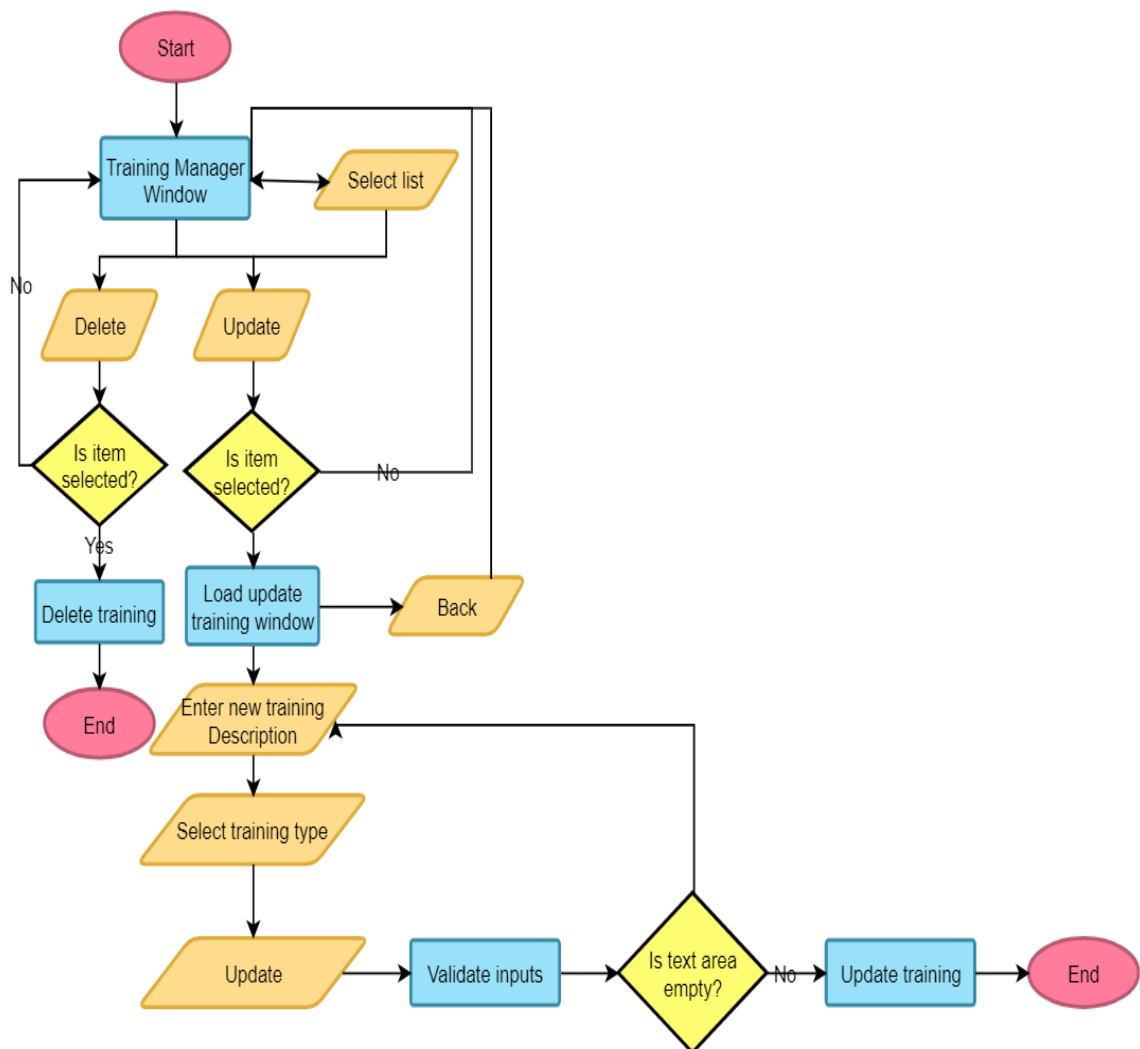 Start
Training Manager
Window
Select list
No
Delete
Update
Is item
selected?
Is item
selected?
No
Yes
Delete training
Load update
training window
Back
End
Enter new training
Description
Select training type
Update
Validate inputs
Is text area
empty?
No
Update training
End